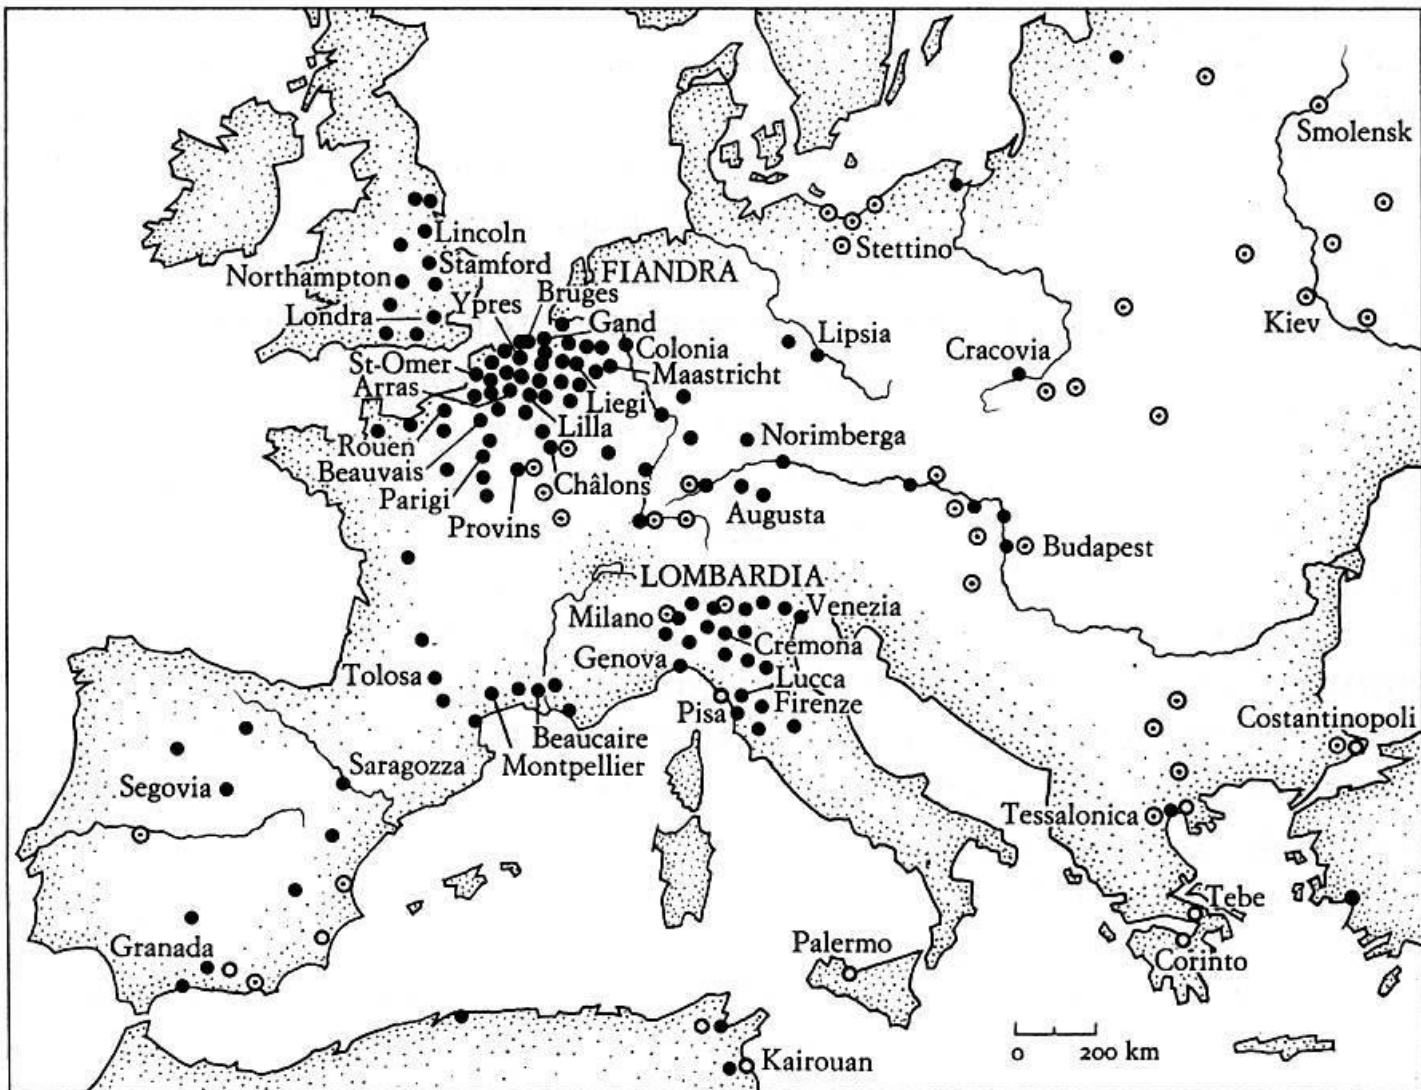 Smolensk
Lincoln
Stamford
Northampton
Ypres
Bruges
FIANDRA
Stettino
Londra
Gand
Kiev
Lipsia
St-Omer
Colonia
Cracovia
Arras
Maastricht
Liegi
Lilla
Rouen
Norimberga
Beauvais
Parigi
Châlons
Provins
Augusta
Budapest
LOMBARDIA
Milano
Venezia
Cremona
Genova
Tolosa
Lucca
Firenze
Pisa
Costantinopoli
Beaucaire
Saragozza
Montpellier
Segovia
Tessalonica
Tebe
Granada
Palermo
Corinto
0 200 km
Kairouan